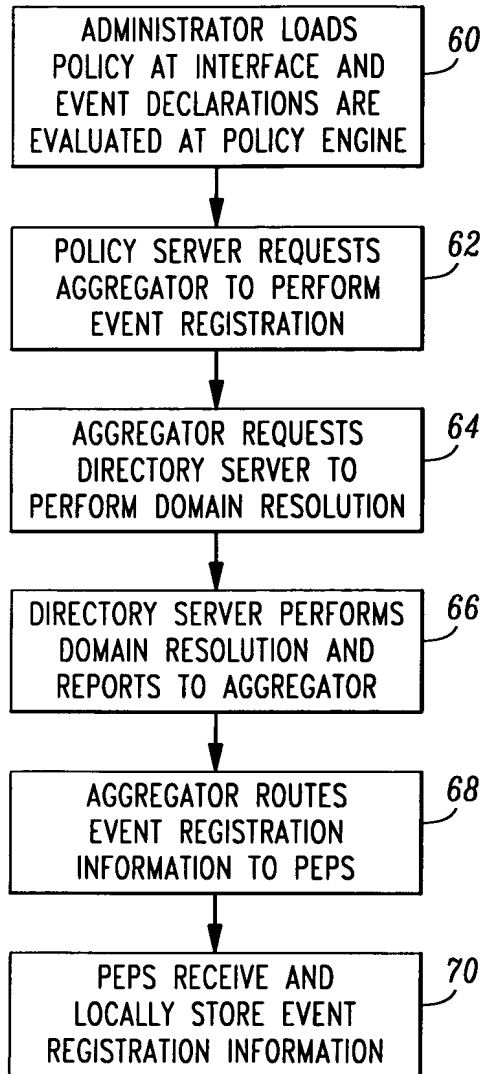 ADMINISTRATOR LOADS
POLICY AT INTERFACE AND
EVENT DECLARATIONS ARE
EVALUATED AT POLICY ENGINE
60
POLICY SERVER REQUESTS
AGGREGATOR TO PERFORM
EVENT REGISTRATION
62
AGGREGATOR REQUESTS
DIRECTORY SERVER TO
PERFORM DOMAIN RESOLUTION
64
DIRECTORY SERVER PERFORMS
DOMAIN RESOLUTION AND
REPORTS TO AGGREGATOR
66
AGGREGATOR ROUTES
EVENT REGISTRATION
INFORMATION TO PEPS
68
PEPS RECEIVE AND
LOCALLY STORE EVENT
REGISTRATION INFORMATION
70